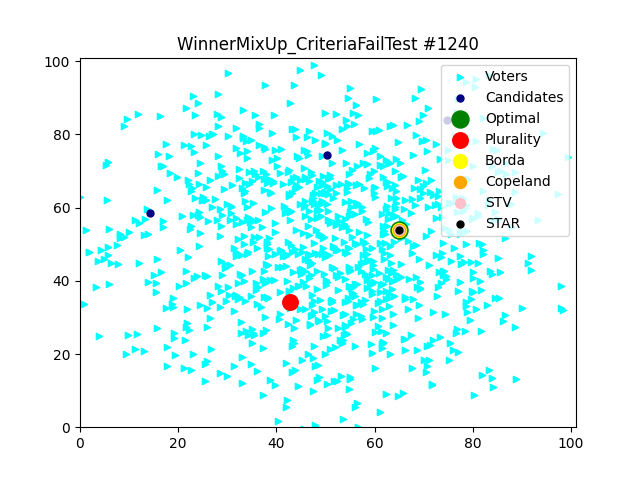 WinnerMixUp_CriteriaFailTest #1240
100
80
60
40
20
0
0
20
40
60
80
100
Voters
Candidates
Optimal
Plurality
Borda
Copeland
STV
STAR